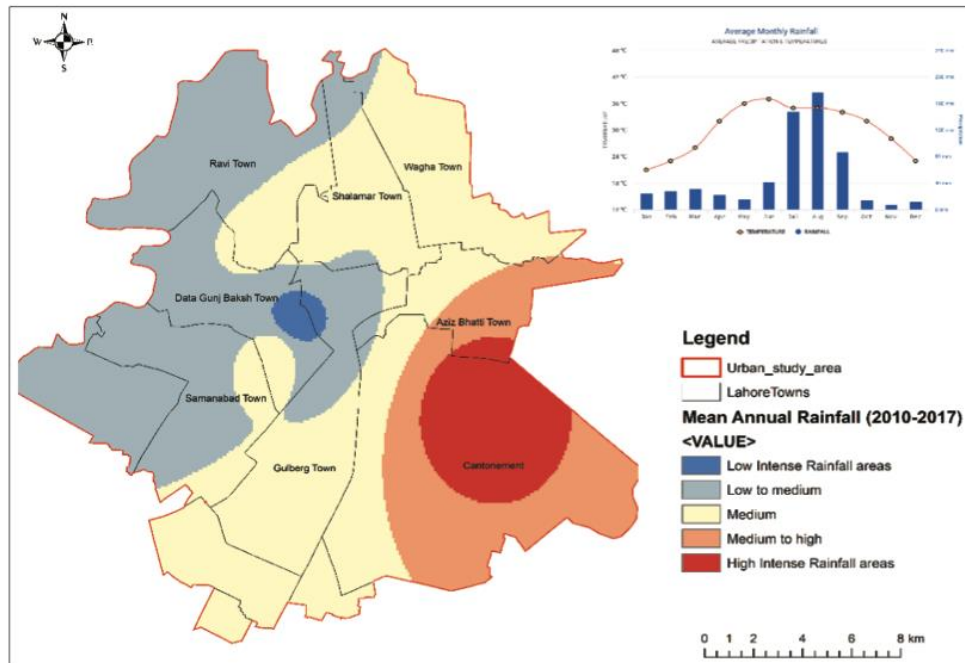 N
W
S
Average Monthly Rainfall
Jan Feb Mar Apr May Jun Jul Aug Sep Oct Nov Dec
TEMPERATURE RAINFALL
Ravi Town
Wagha Town
Shalamar Town
Data Gunj Baksh Town
Aziz Bhatti Town
Samanabad Town
Gulberg Town
Cantonement
Legend
Urban_study_area
LahoreTowns
Mean Annual Rainfall (2010-2017)
<VALUE>
Low Intense Rainfall areas
Low to medium
Medium
Medium to high
High Intense Rainfall areas
0 1 2 4 6 8 km